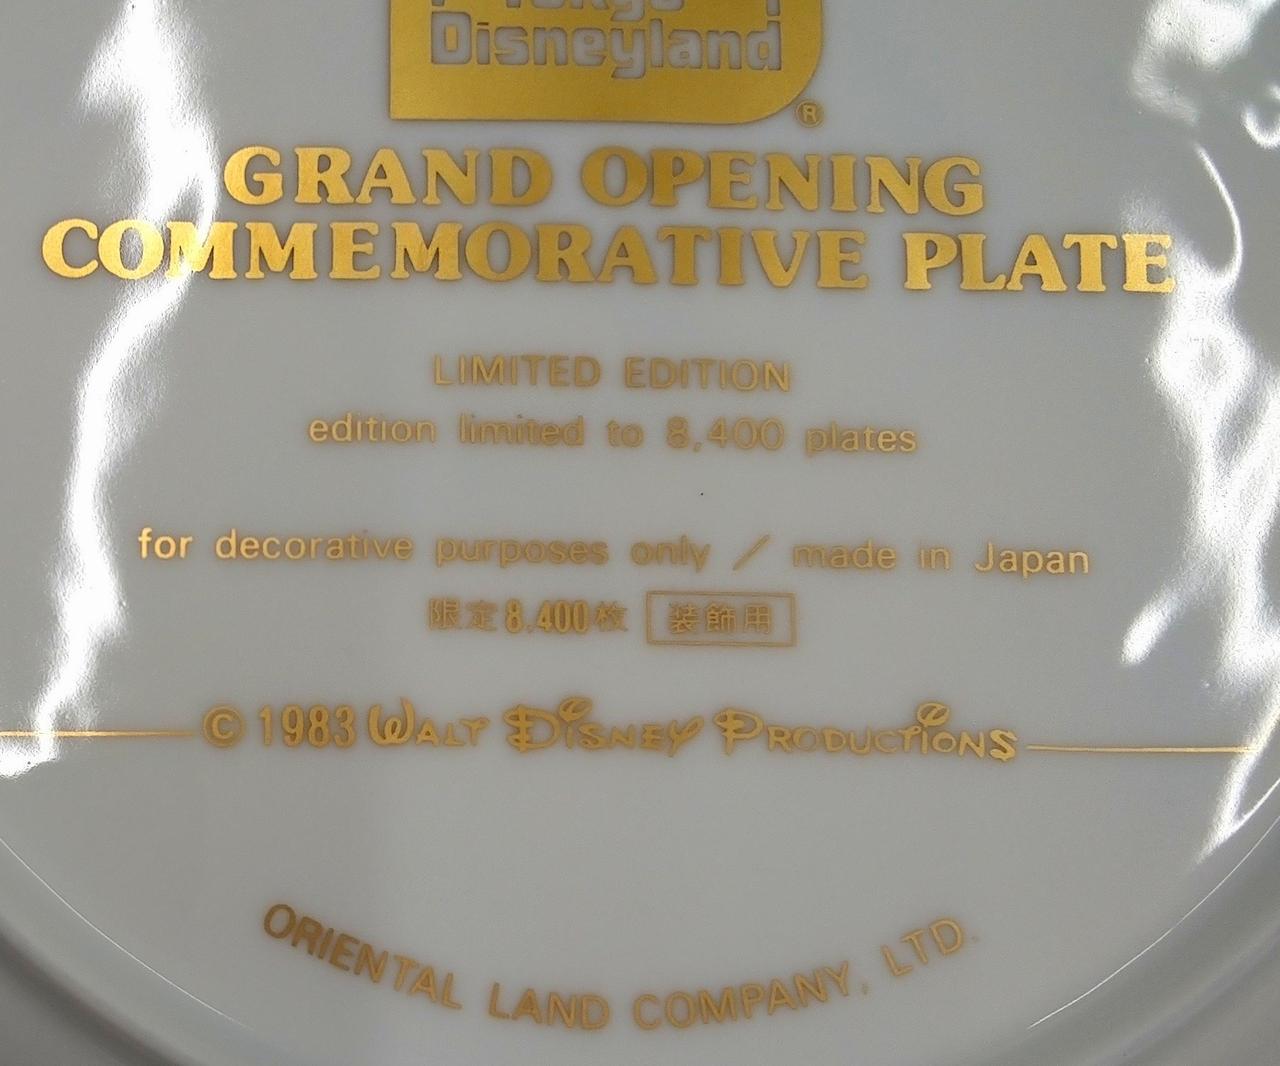 Tokyo
Disneyland
®
GRAND OPENING
COMMEMORATIVE PLATE
LIMITED EDITION
edition limited to 8,400 plates
for decorative purposes only / made in Japan
限定8,400枚 装飾用
© 1983 WALT DISNEY PRODUCTIONS
ORIENTAL LAND COMPANY, LTD.